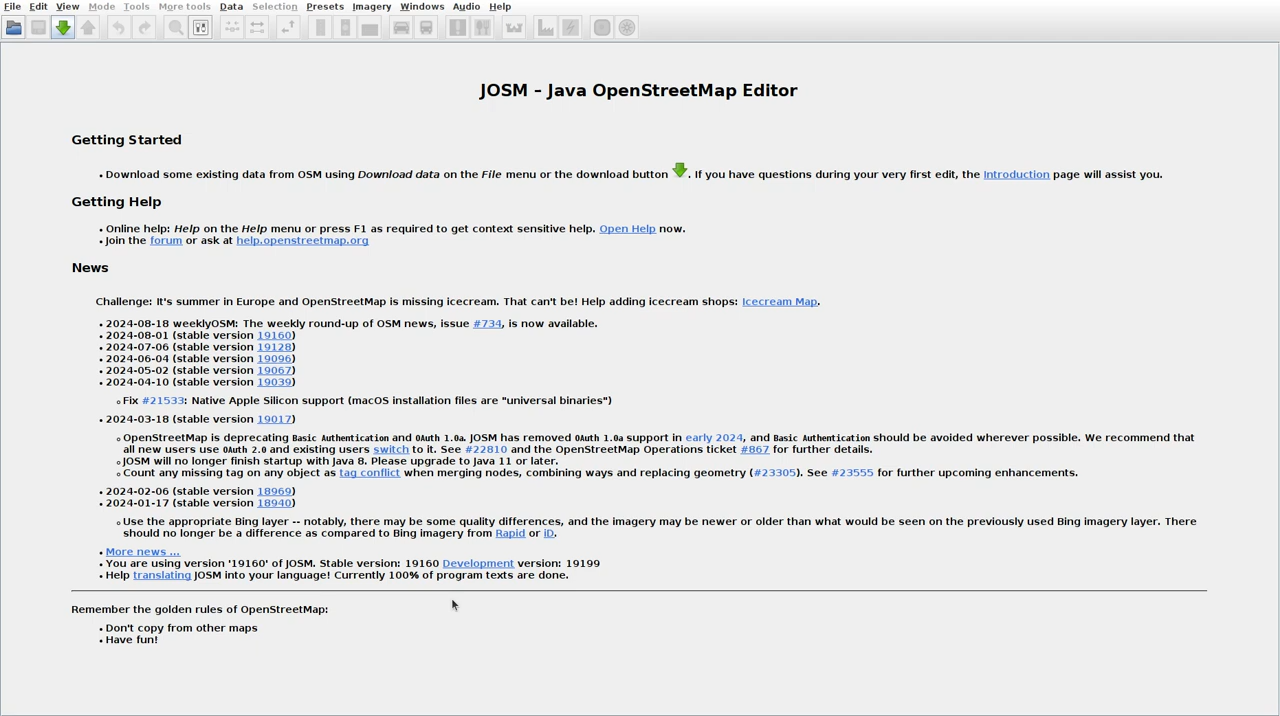 File Edit View Mode Tools More tools Data Selection Presets Imagery Windows Audio Help
JOSM – Java OpenStreetMap Editor
Getting Started
• Download some existing data from OSM using Download data on the File menu or the download button . If you have questions during your very first edit, the Introduction page will assist you.
Getting Help
• Online help: Help on the Help menu or press F1 as required to get context sensitive help. Open Help now.
• Join the forum or ask at help.openstreetmap.org
News
Challenge: It's summer in Europe and OpenStreetMap is missing icecream. That can't be! Help adding icecream shops: Icecream Map.
• 2024-08-18 weeklyOSM: The weekly round-up of OSM news, issue #734, is now available.
• 2024-08-01 (stable version 19160)
• 2024-07-06 (stable version 19128)
• 2024-06-04 (stable version 19096)
• 2024-05-02 (stable version 19067)
• 2024-04-10 (stable version 19039)
Fix #21533: Native Apple Silicon support (macOS installation files are "universal binaries")
• 2024-03-18 (stable version 19017)
OpenStreetMap is deprecating Basic Authentication and OAuth 1.0a. JOSM has removed OAuth 1.0a support in early 2024, and Basic Authentication should be avoided wherever possible. We recommend that
all new users use OAuth 2.0 and existing users switch to it. See #22810 and the OpenStreetMap Operations ticket #867 for further details.
JOSM will no longer finish startup with Java 8. Please upgrade to Java 11 or later.
Count any missing tag on any object as tag conflict when merging nodes, combining ways and replacing geometry (#23305). See #23555 for further upcoming enhancements.
• 2024-02-06 (stable version 18969)
• 2024-01-17 (stable version 18940)
Use the appropriate Bing layer -- notably, there may be some quality differences, and the imagery may be newer or older than what would be seen on the previously used Bing imagery layer. There
should no longer be a difference as compared to Bing imagery from Rapid or iD.
• More news ...
• You are using version '19160' of JOSM. Stable version: 19160 Development version: 19199
• Help translating JOSM into your language! Currently 100% of program texts are done.
Remember the golden rules of OpenStreetMap:
• Don't copy from other maps
• Have fun!